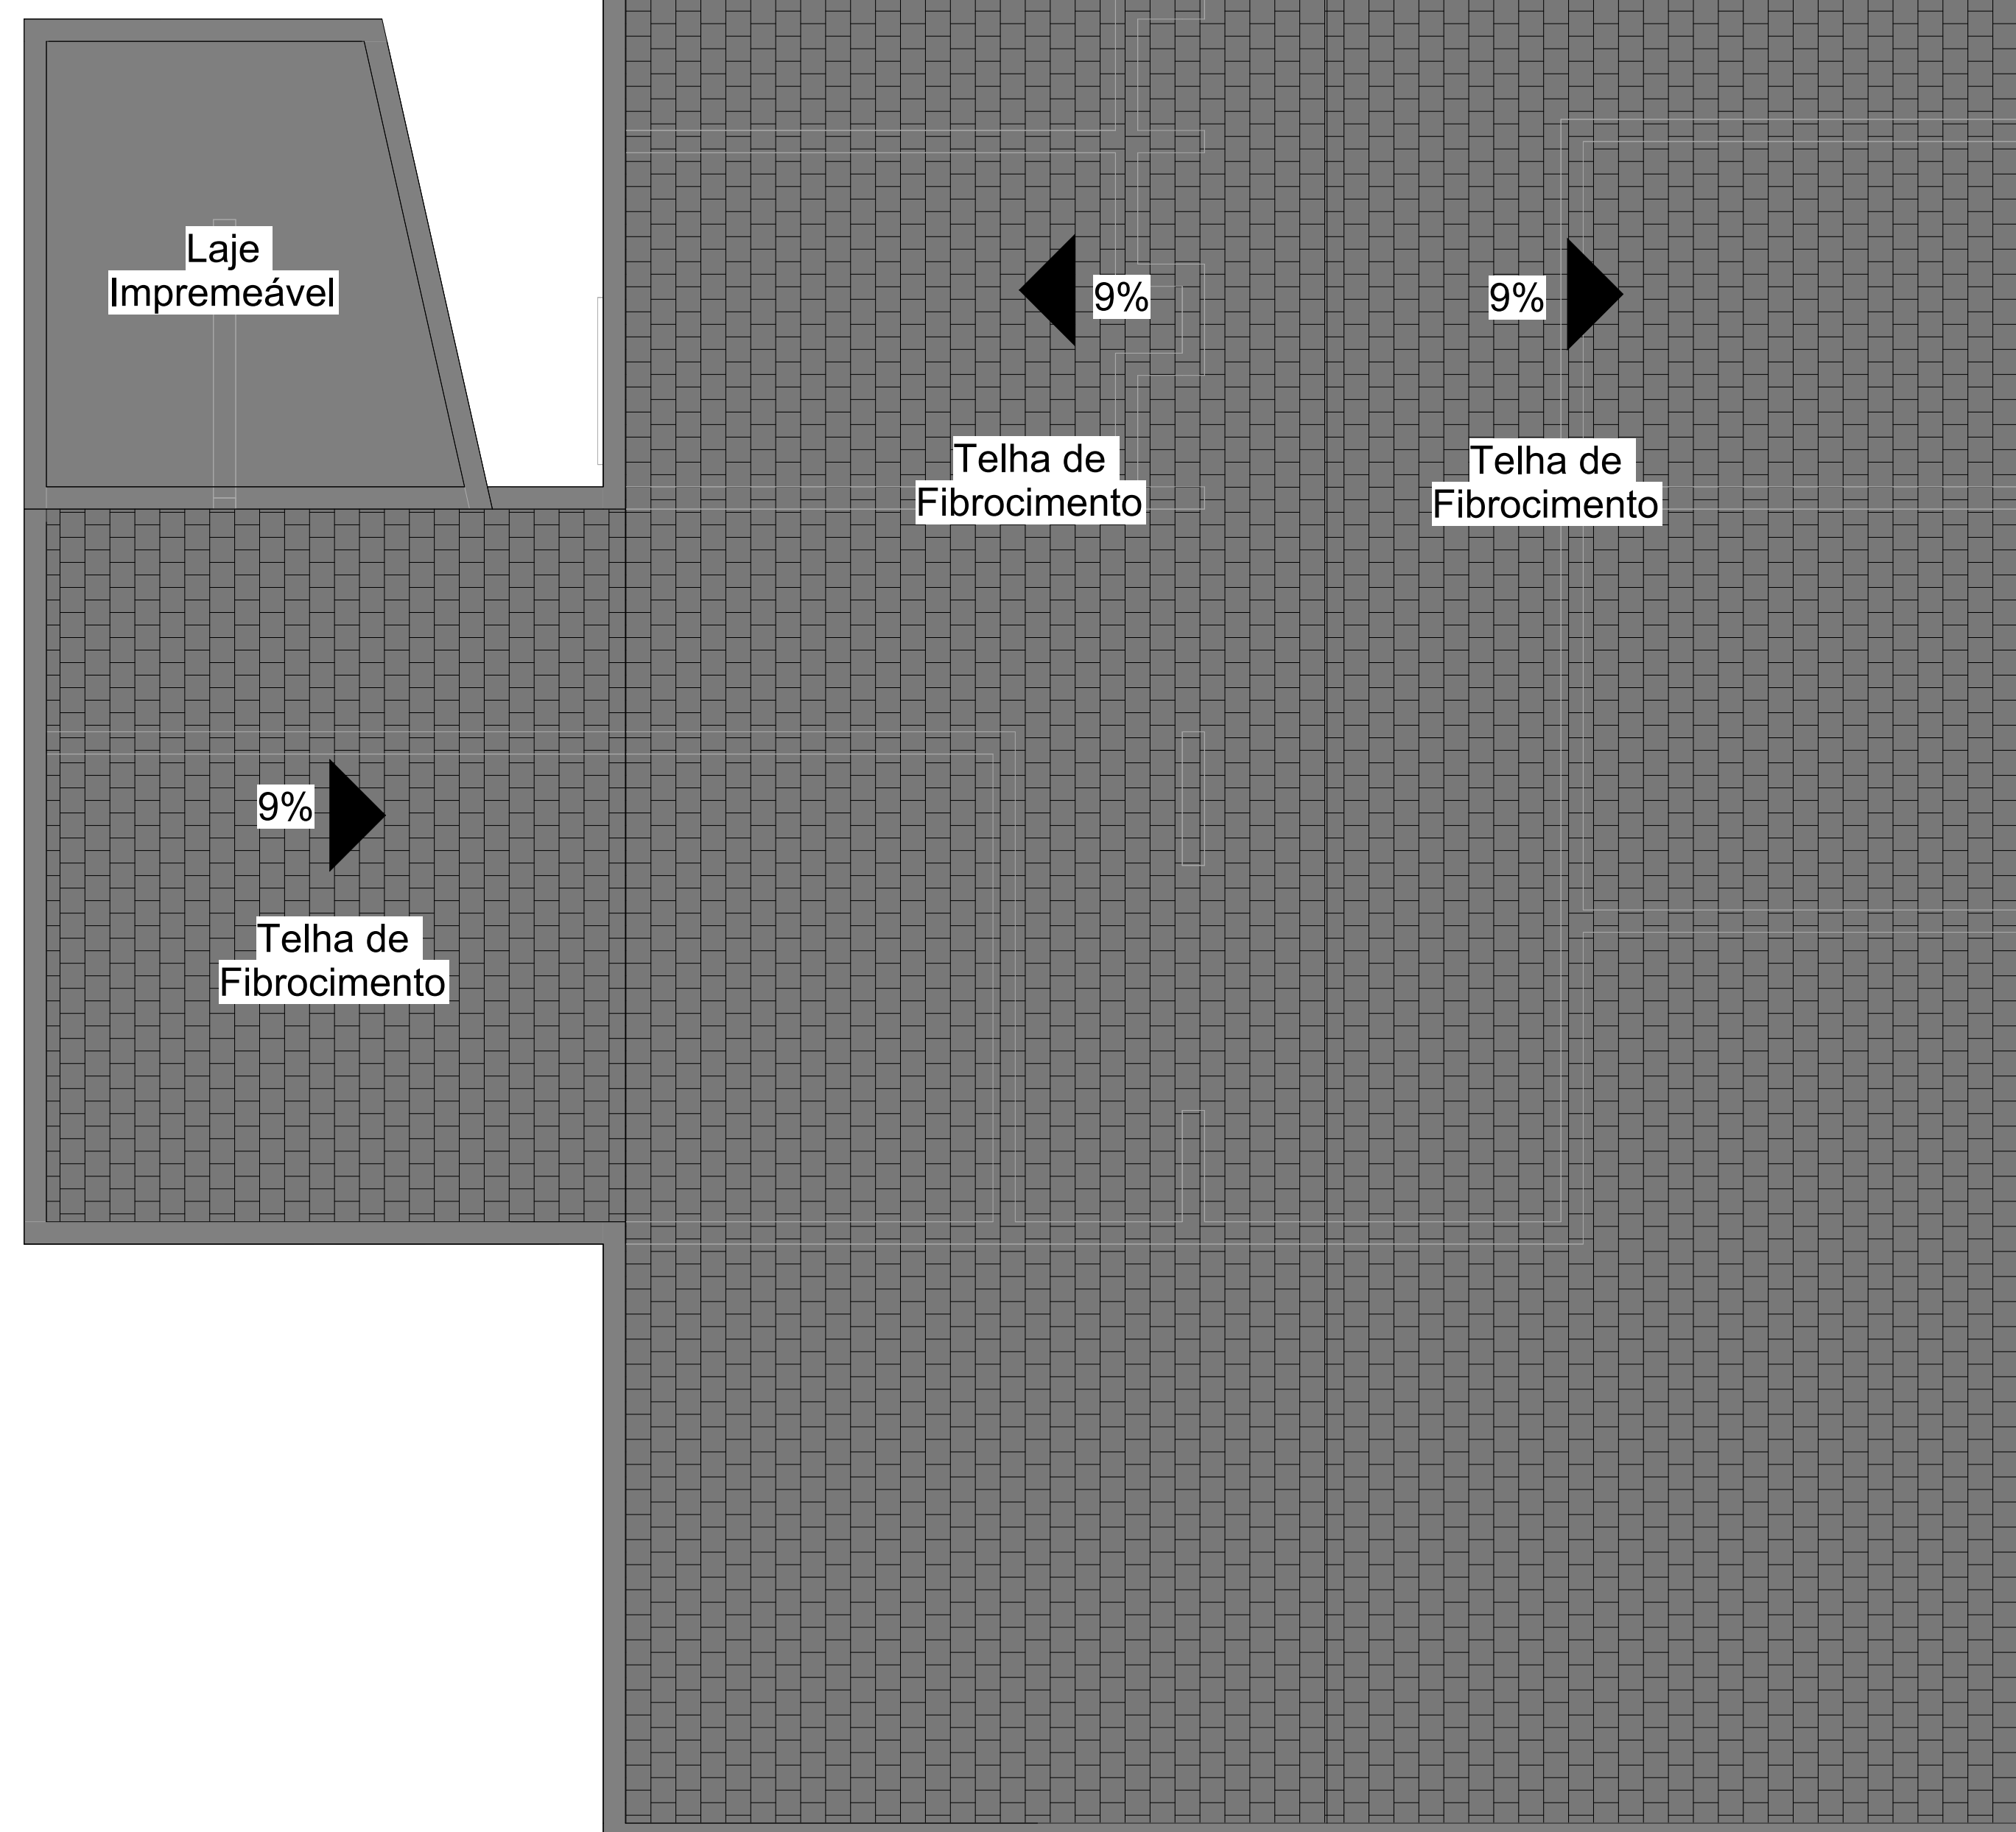 Laje
Impremeável
9%
9%
Telha de
Fibrocimento
Telha de
Fibrocimento
9%
Telha de
Fibrocimento